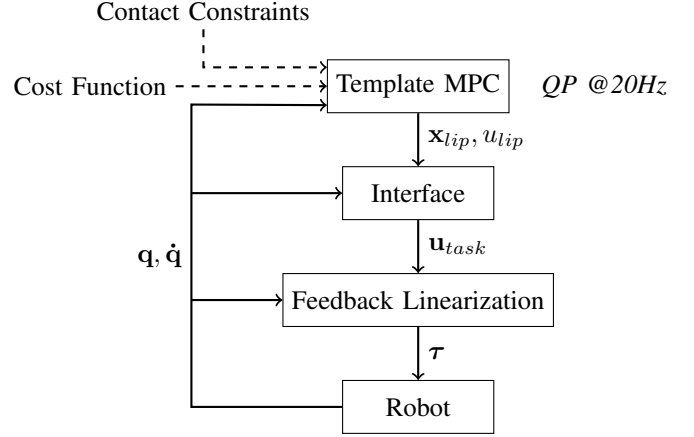 Contact Constraints
Cost Function
Template MPC
QP @20Hz
x_lip, u_lip
Interface
q, q̇
u_task
Feedback Linearization
τ
Robot